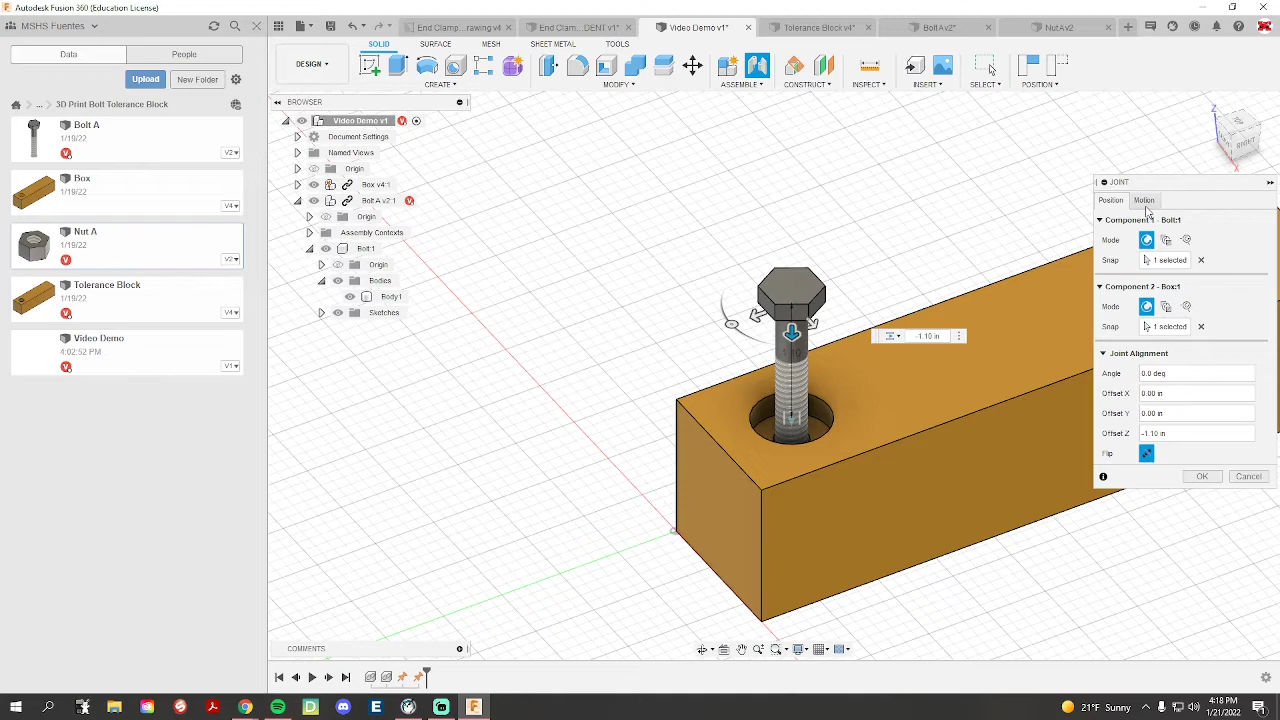 Autodesk Fusion 360 (Education License)
MSHS Fusion
End Clamp...rawing v4
End Clam...DENT v1*
Video Demo v1*
Tolerance Block v4*
Bolt A v2*
Nut A v2
Data
People
Upload
New Folder
SOLID
SURFACE
MESH
SHEET METAL
TOOLS
DESIGN
CREATE
MODIFY
ASSEMBLE
CONSTRUCT
INSPECT
INSERT
SELECT
POSITION
... 3D Print Bolt Tolerance Block
Bolt A
1/19/22
V2
Box
1/19/22
V4
Nut A
1/19/22
V2
Tolerance Block
1/19/22
V4
Video Demo
4:02:52 PM
V1
BROWSER
Video Demo v1
Document Settings
Named Views
Origin
Box v4:1
Bolt A v2:1
Origin
Assembly Contexts
Bolt:1
Origin
Bodies
Body1
Sketches
Z
RIGHT
X
-1.10 in
JOINT
Position
Motion
Component 1 - Bolt:1
Mode
Snap
1 selected
Component 2 - Box:1
Mode
Snap
1 selected
Joint Alignment
Angle
0.0 deg
Offset X
0.00 in
Offset Y
0.00 in
Offset Z
-1.10 in
Flip
OK
Cancel
COMMENTS
21°F Sunny
4:18 PM
1/21/2022